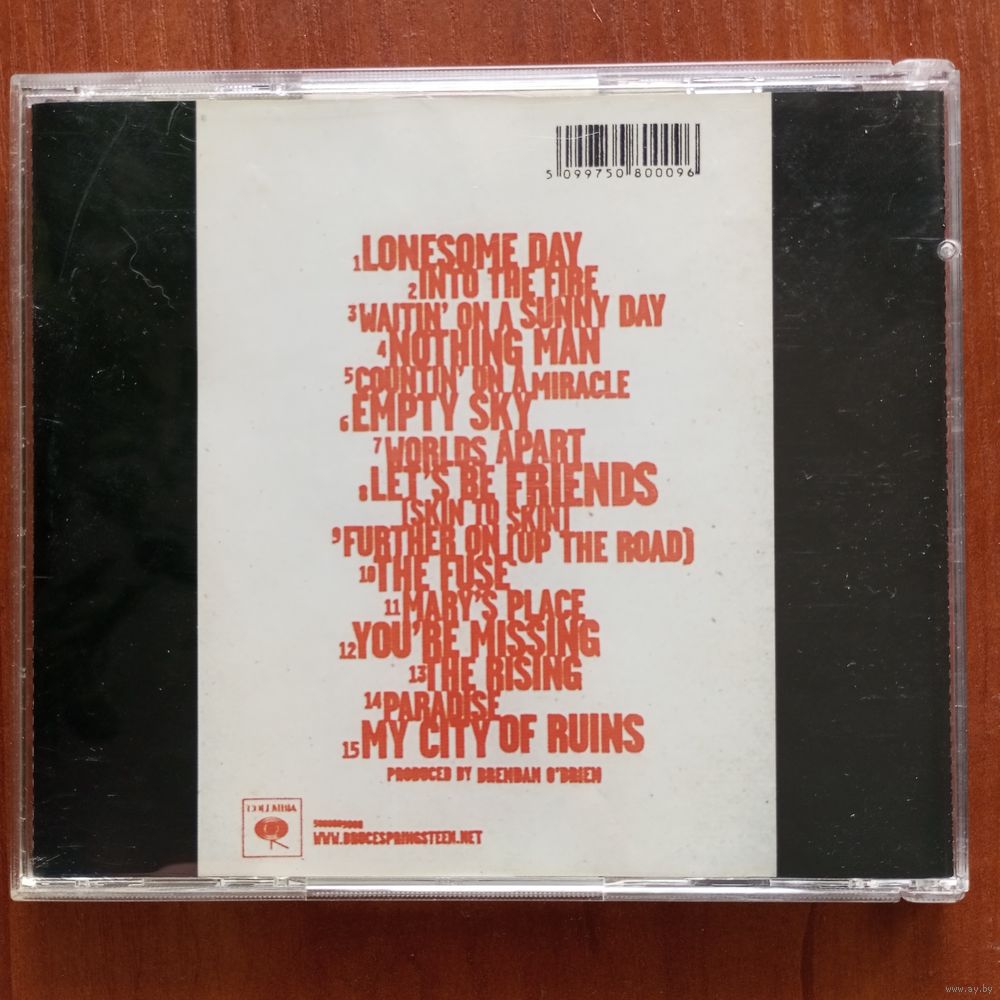 5 099750 800096
1 LONESOME DAY
2 INTO THE FIRE
3 WAITIN' ON A SUNNY DAY
4 NOTHING MAN
5 COUNTIN' ON A MIRACLE
6 EMPTY SKY
7 WORLDS APART
8 LET'S BE FRIENDS
(SKIN TO SKIN)
9 FURTHER ON (UP THE ROAD)
10 THE FUSE
11 MARY'S PLACE
12 YOU'RE MISSING
13 THE RISING
14 PARADISE
15 MY CITY OF RUINS
PRODUCED BY BRENDAN O'BRIEN
COLUMBIA
WWW.BRUCESPRINGSTEEN.NET
www.ay.by